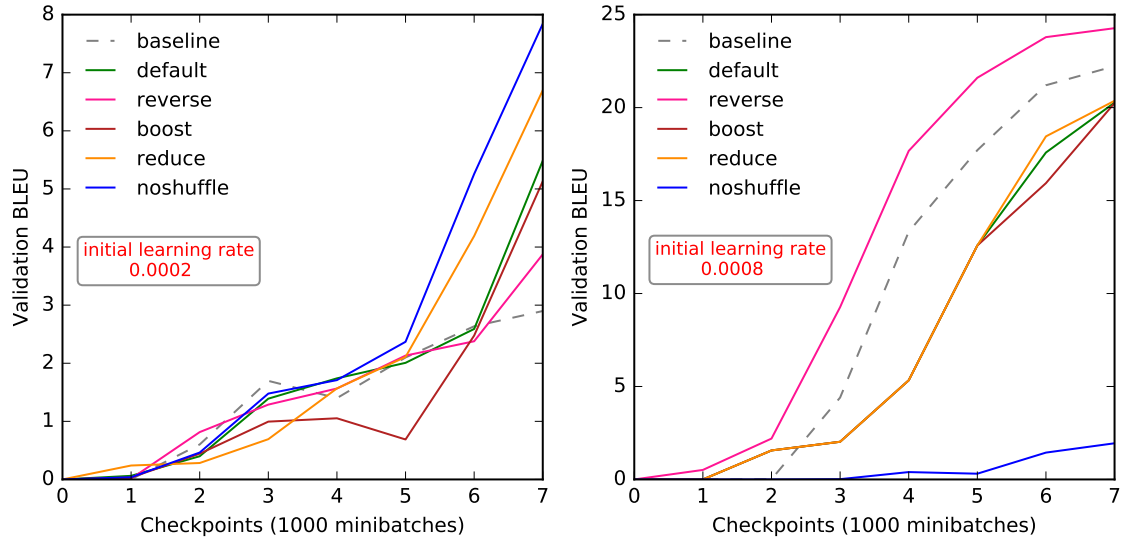 8
7
6
5
4
3
2
1
0
Validation BLEU
baseline
default
reverse
boost
reduce
noshuffle
initial learning rate
0.0002
0 1 2 3 4 5 6 7
Checkpoints (1000 minibatches)
25
20
15
10
5
0
Validation BLEU
baseline
default
reverse
boost
reduce
noshuffle
initial learning rate
0.0008
0 1 2 3 4 5 6 7
Checkpoints (1000 minibatches)